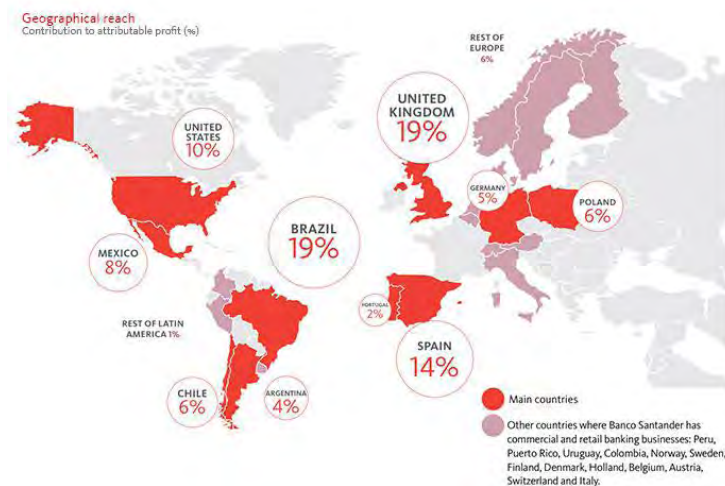 Geographical reach
Contribution to attributable profit (%)
REST OF
EUROPE
6%
UNITED
KINGDOM
19%
UNITED
STATES
10%
GERMANY
5%
POLAND
6%
BRAZIL
19%
MEXICO
8%
PORTUGAL
2%
REST OF LATIN
AMERICA 1%
SPAIN
14%
CHILE
6%
ARGENTINA
4%
Main countries
Other countries where Banco Santander has
commercial and retail banking businesses: Peru,
Puerto Rico, Uruguay, Colombia, Norway, Sweden,
Finland, Denmark, Holland, Belgium, Austria,
Switzerland and Italy.